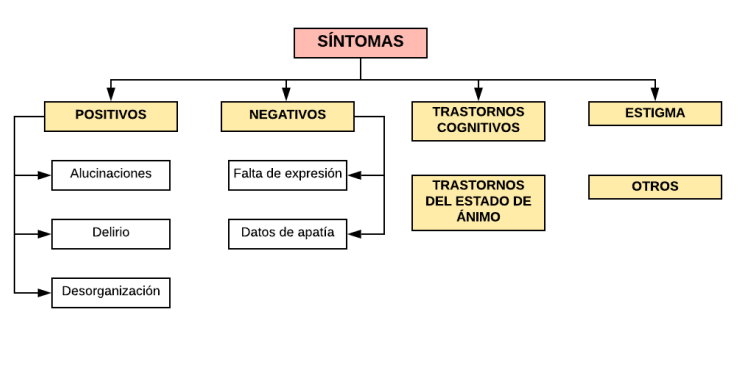 SÍNTOMAS
POSITIVOS
NEGATIVOS
TRASTORNOS
COGNITIVOS
ESTIGMA
Alucinaciones
Falta de expresión
TRASTORNOS
DEL ESTADO DE
ÁNIMO
OTROS
Delirio
Datos de apatía
Desorganización